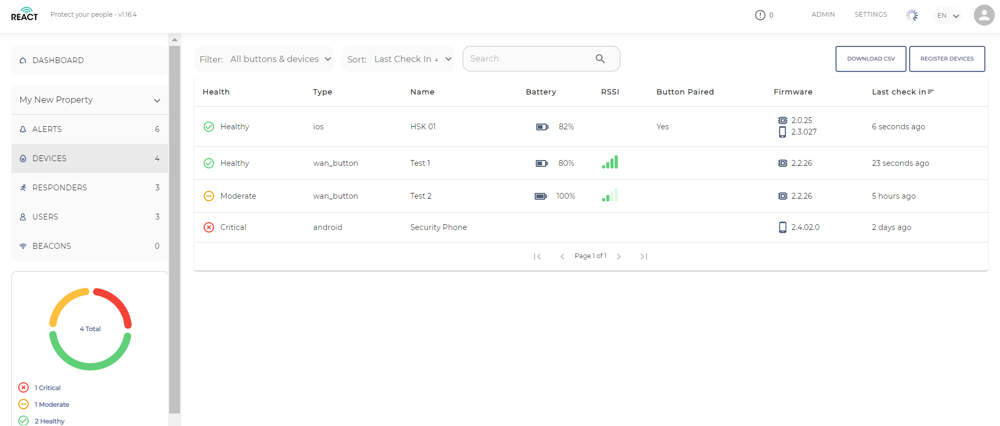 REACT
Protect your people - v1.16.4
0
ADMIN
SETTINGS
EN
DASHBOARD
My New Property
ALERTS 6
DEVICES 4
RESPONDERS 3
USERS 3
BEACONS 0
4 Total
1 Critical
1 Moderate
2 Healthy
Filter: All buttons & devices
Sort: Last Check In ↓
Search
DOWNLOAD CSV
REGISTER DEVICES
Health Type Name Battery RSSI Button Paired Firmware Last check in
Healthy ios HSK 01 82% Yes 2.0.25 6 seconds ago
2.3.027
Healthy wan_button Test 1 80% 2.2.26 23 seconds ago
Moderate wan_button Test 2 100% 2.2.26 5 hours ago
Critical android Security Phone 2.4.02.0 2 days ago
Page 1 of 1